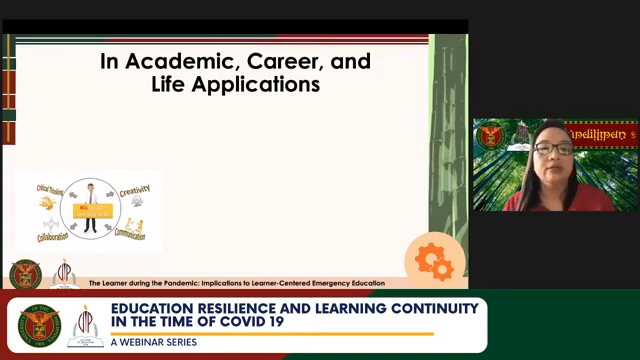 In Academic, Career, and
Life Applications
Critical Thinking
Creativity
4Cs
Collaboration
Communication
The Learner during the Pandemic: Implications to Learner-Centered Emergency Education
EDUCATION RESILIENCE AND LEARNING CONTINUITY
IN THE TIME OF COVID 19
A WEBINAR SERIES